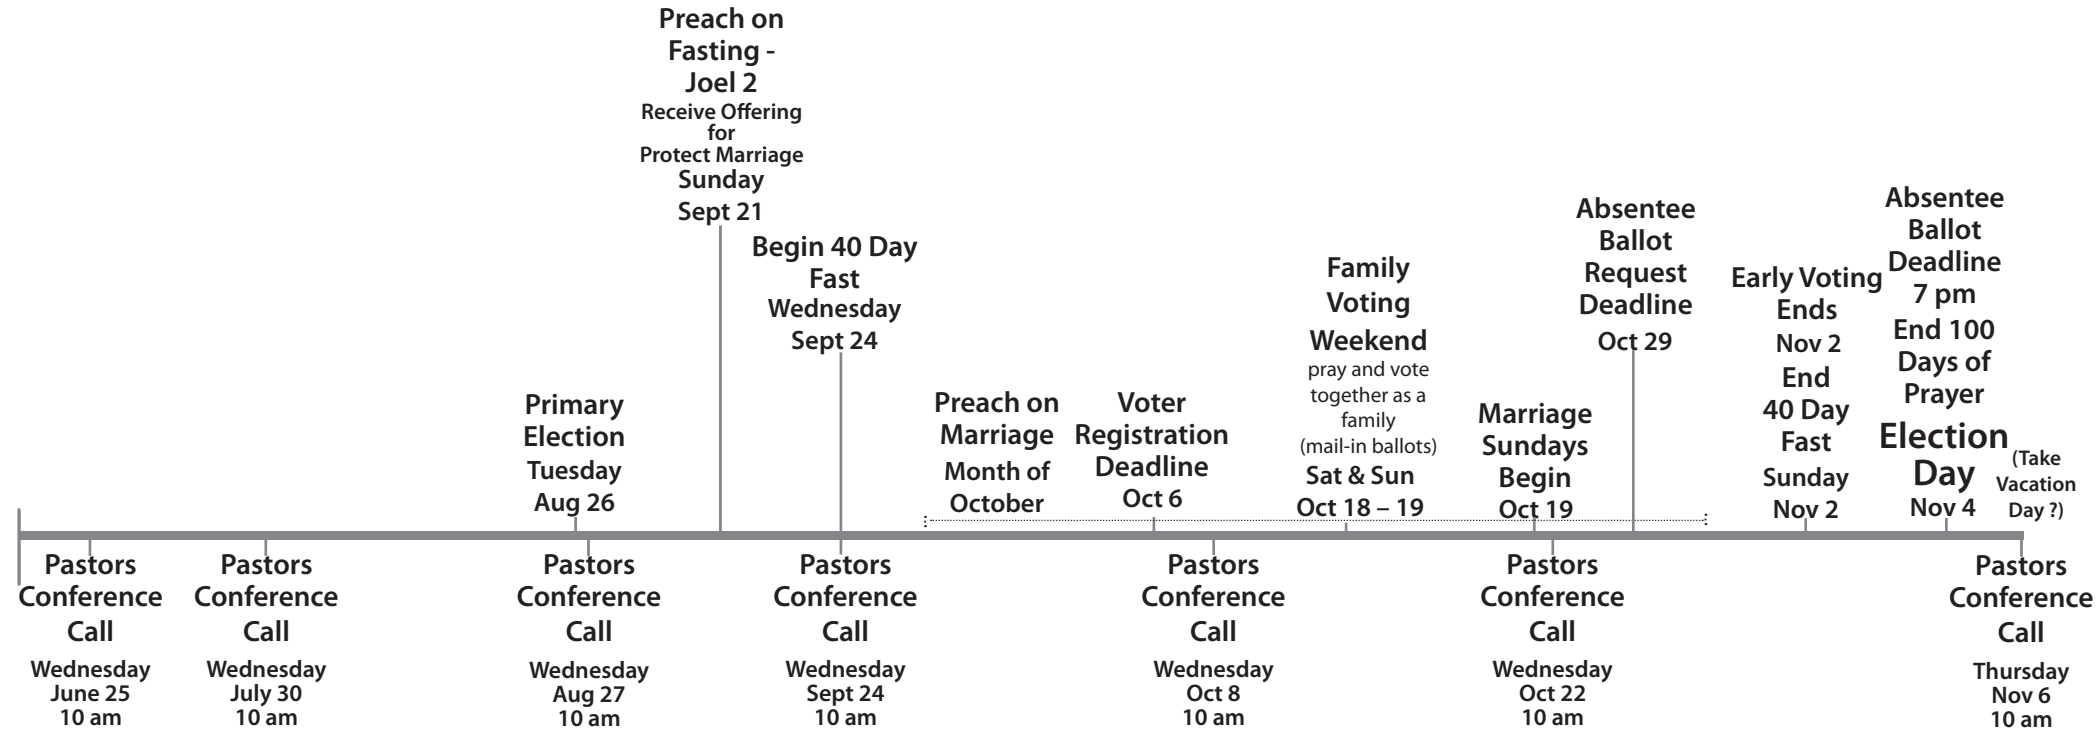 Preach on
Fasting -
Joel 2
Receive Offering
for
Protect Marriage
Sunday
Sept 21
Begin 40 Day
Fast
Wednesday
Sept 24
Primary
Election
Tuesday
Aug 26
Preach on
Marriage
Month of
October
Voter
Registration
Deadline
Oct 6
Family
Voting
Weekend
pray and vote
together as a
family
(mail-in ballots)
Sat & Sun
Oct 18 – 19
Marriage
Sundays
Begin
Oct 19
Absentee
Ballot
Request
Deadline
Oct 29
Early Voting
Ends
Nov 2
End
40 Day
Fast
Sunday
Nov 2
Absentee
Ballot
Deadline
7 pm
End 100
Days of
Prayer
Election
Day
Nov 4
(Take
Vacation
Day ?)
Pastors
Conference
Call
Wednesday
June 25
10 am
Pastors
Conference
Call
Wednesday
July 30
10 am
Pastors
Conference
Call
Wednesday
Aug 27
10 am
Pastors
Conference
Call
Wednesday
Sept 24
10 am
Pastors
Conference
Call
Wednesday
Oct 8
10 am
Pastors
Conference
Call
Wednesday
Oct 22
10 am
Pastors
Conference
Call
Thursday
Nov 6
10 am